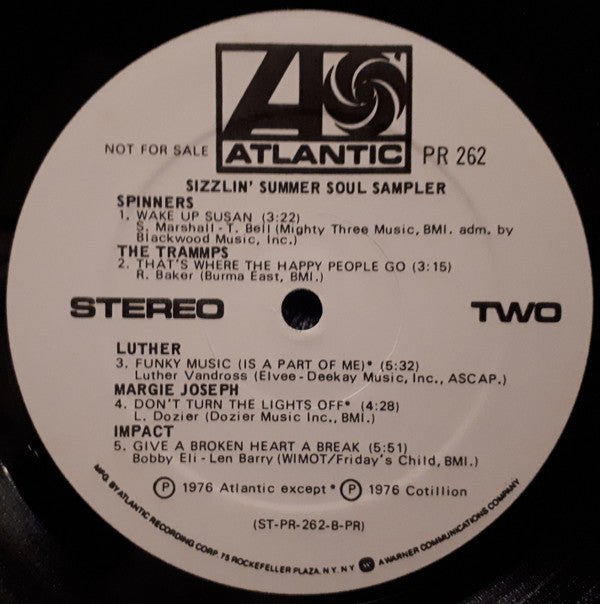 NOT FOR SALE
ATLANTIC
PR 262
SIZZLIN' SUMMER SOUL SAMPLER
SPINNERS
1. WAKE UP SUSAN (3:22)
S. Marshall - T. Bell (Mighty Three Music, BMI. adm. by
Blackwood Music, Inc.)
THE TRAMMPS
2. THAT'S WHERE THE HAPPY PEOPLE GO (3:15)
R. Baker (Burma East, BMI.)
STEREO
TWO
LUTHER
3. FUNKY MUSIC (IS A PART OF ME)* (5:32)
Luther Vandross (Elvee-Deekay Music, Inc., ASCAP.)
MARGIE JOSEPH
4. DON'T TURN THE LIGHTS OFF* (4:28)
L. Dozier (Dozier Music Inc., BMI.)
IMPACT
5. GIVE A BROKEN HEART A BREAK (5:51)
Bobby Eli - Len Barry (WIMOT/Friday's Child, BMI.)
Ⓟ 1976 Atlantic except* Ⓟ 1976 Cotillion
(ST-PR-262-B-PR)
MFG. BY ATLANTIC RECORDING CORP. 75 ROCKEFELLER PLAZA, N.Y. N.Y. A WARNER COMMUNICATIONS COMPANY